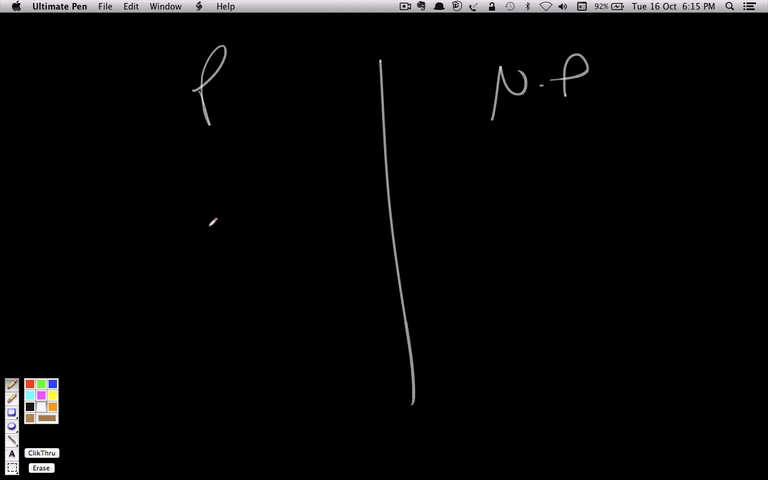 Ultimate Pen File Edit Window Help 92% Tue 16 Oct 6:15 PM
P
N.P
A
ClikThru
Erase